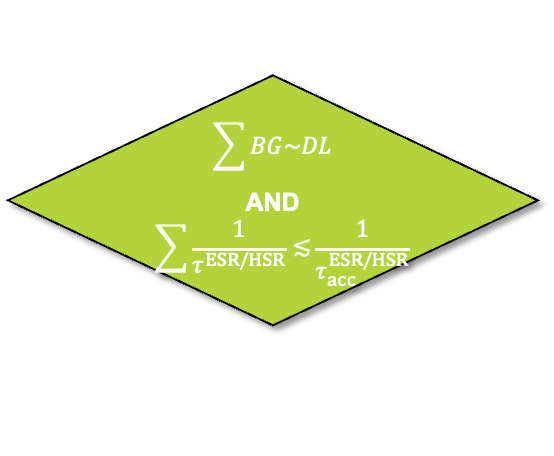 ∑ BG~DL
AND
∑ 1/τ^ESR/HSR ≲ 1/τ_acc^ESR/HSR